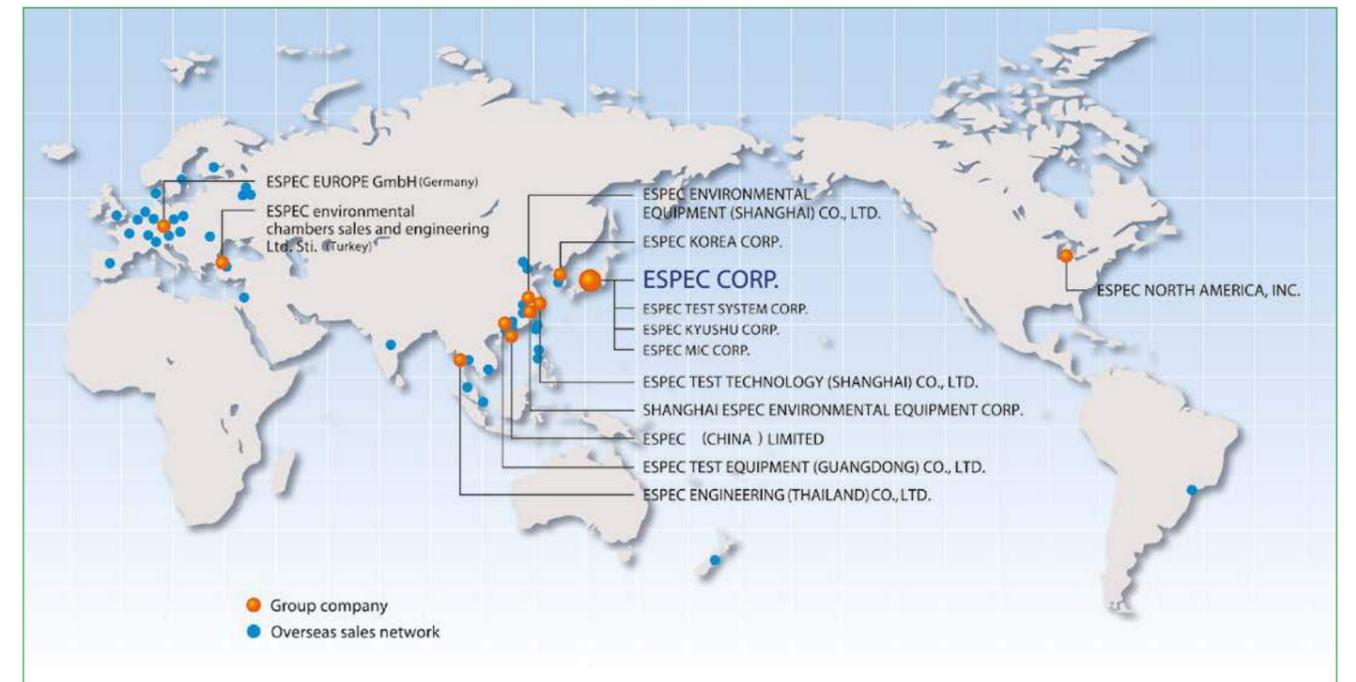 ESPEC EUROPE GmbH (Germany)
ESPEC environmental
chambers sales and engineering
Ltd. Sti. (Turkey)
ESPEC ENVIRONMENTAL
EQUIPMENT (SHANGHAI) CO., LTD.
ESPEC KOREA CORP.
ESPEC CORP.
ESPEC TEST SYSTEM CORP.
ESPEC KYUSHU CORP.
ESPEC MIC CORP.
ESPEC NORTH AMERICA, INC.
ESPEC TEST TECHNOLOGY (SHANGHAI) CO., LTD.
SHANGHAI ESPEC ENVIRONMENTAL EQUIPMENT CORP.
ESPEC （CHINA ) LIMITED
ESPEC TEST EQUIPMENT (GUANGDONG) CO., LTD.
ESPEC ENGINEERING (THAILAND) CO., LTD.
Group company
Overseas sales network